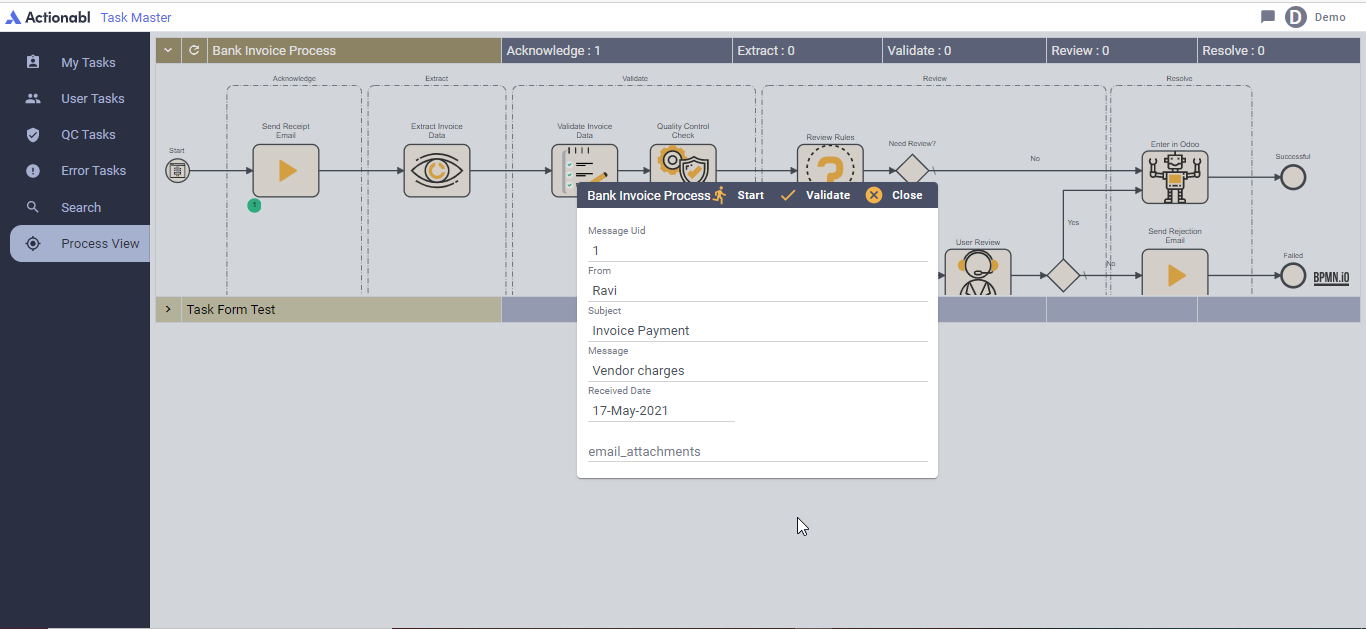 Actionabl Task Master
D Demo
My Tasks
User Tasks
QC Tasks
Error Tasks
Search
Process View
Bank Invoice Process
Acknowledge : 1
Extract : 0
Validate : 0
Review : 0
Resolve : 0
Acknowledge
Extract
Validate
Review
Resolve
Start
Send Receipt
Email
1
Extract Invoice
Data
Validate Invoice
Data
Quality Control
Check
Review Rules
Need Review?
No
Enter in Odoo
Successful
Yes
User Review
No
Send Rejection
Email
Failed
BPMN.iO
Bank Invoice Process Start Validate Close
Message Uid
1
From
Ravi
Subject
Invoice Payment
Message
Vendor charges
Received Date
17-May-2021
email_attachments
Task Form Test